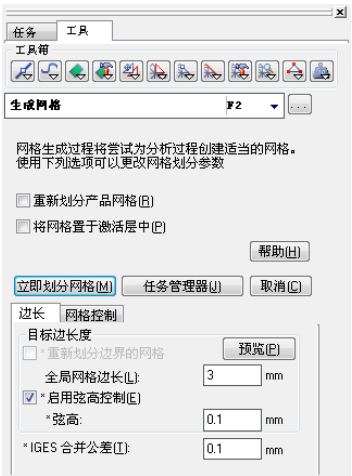 任务 工具
工具箱
生成网格 F2 ...
网格生成过程将尝试为分析过程创建适当的网格。
使用下列选项可以更改网格划分参数
重新划分产品网格(R)
将网格置于激活层中(P)
帮助(H)
立即划分网格(M) 任务管理器(J) 取消(C)
边长 网格控制
目标边长度
*重新划分边界的网格 预览(P)
全局网格边长(L): 3 mm
*启用弦高控制(E)
*弦高: 0.1 mm
*IGES 合并公差(T): 0.1 mm